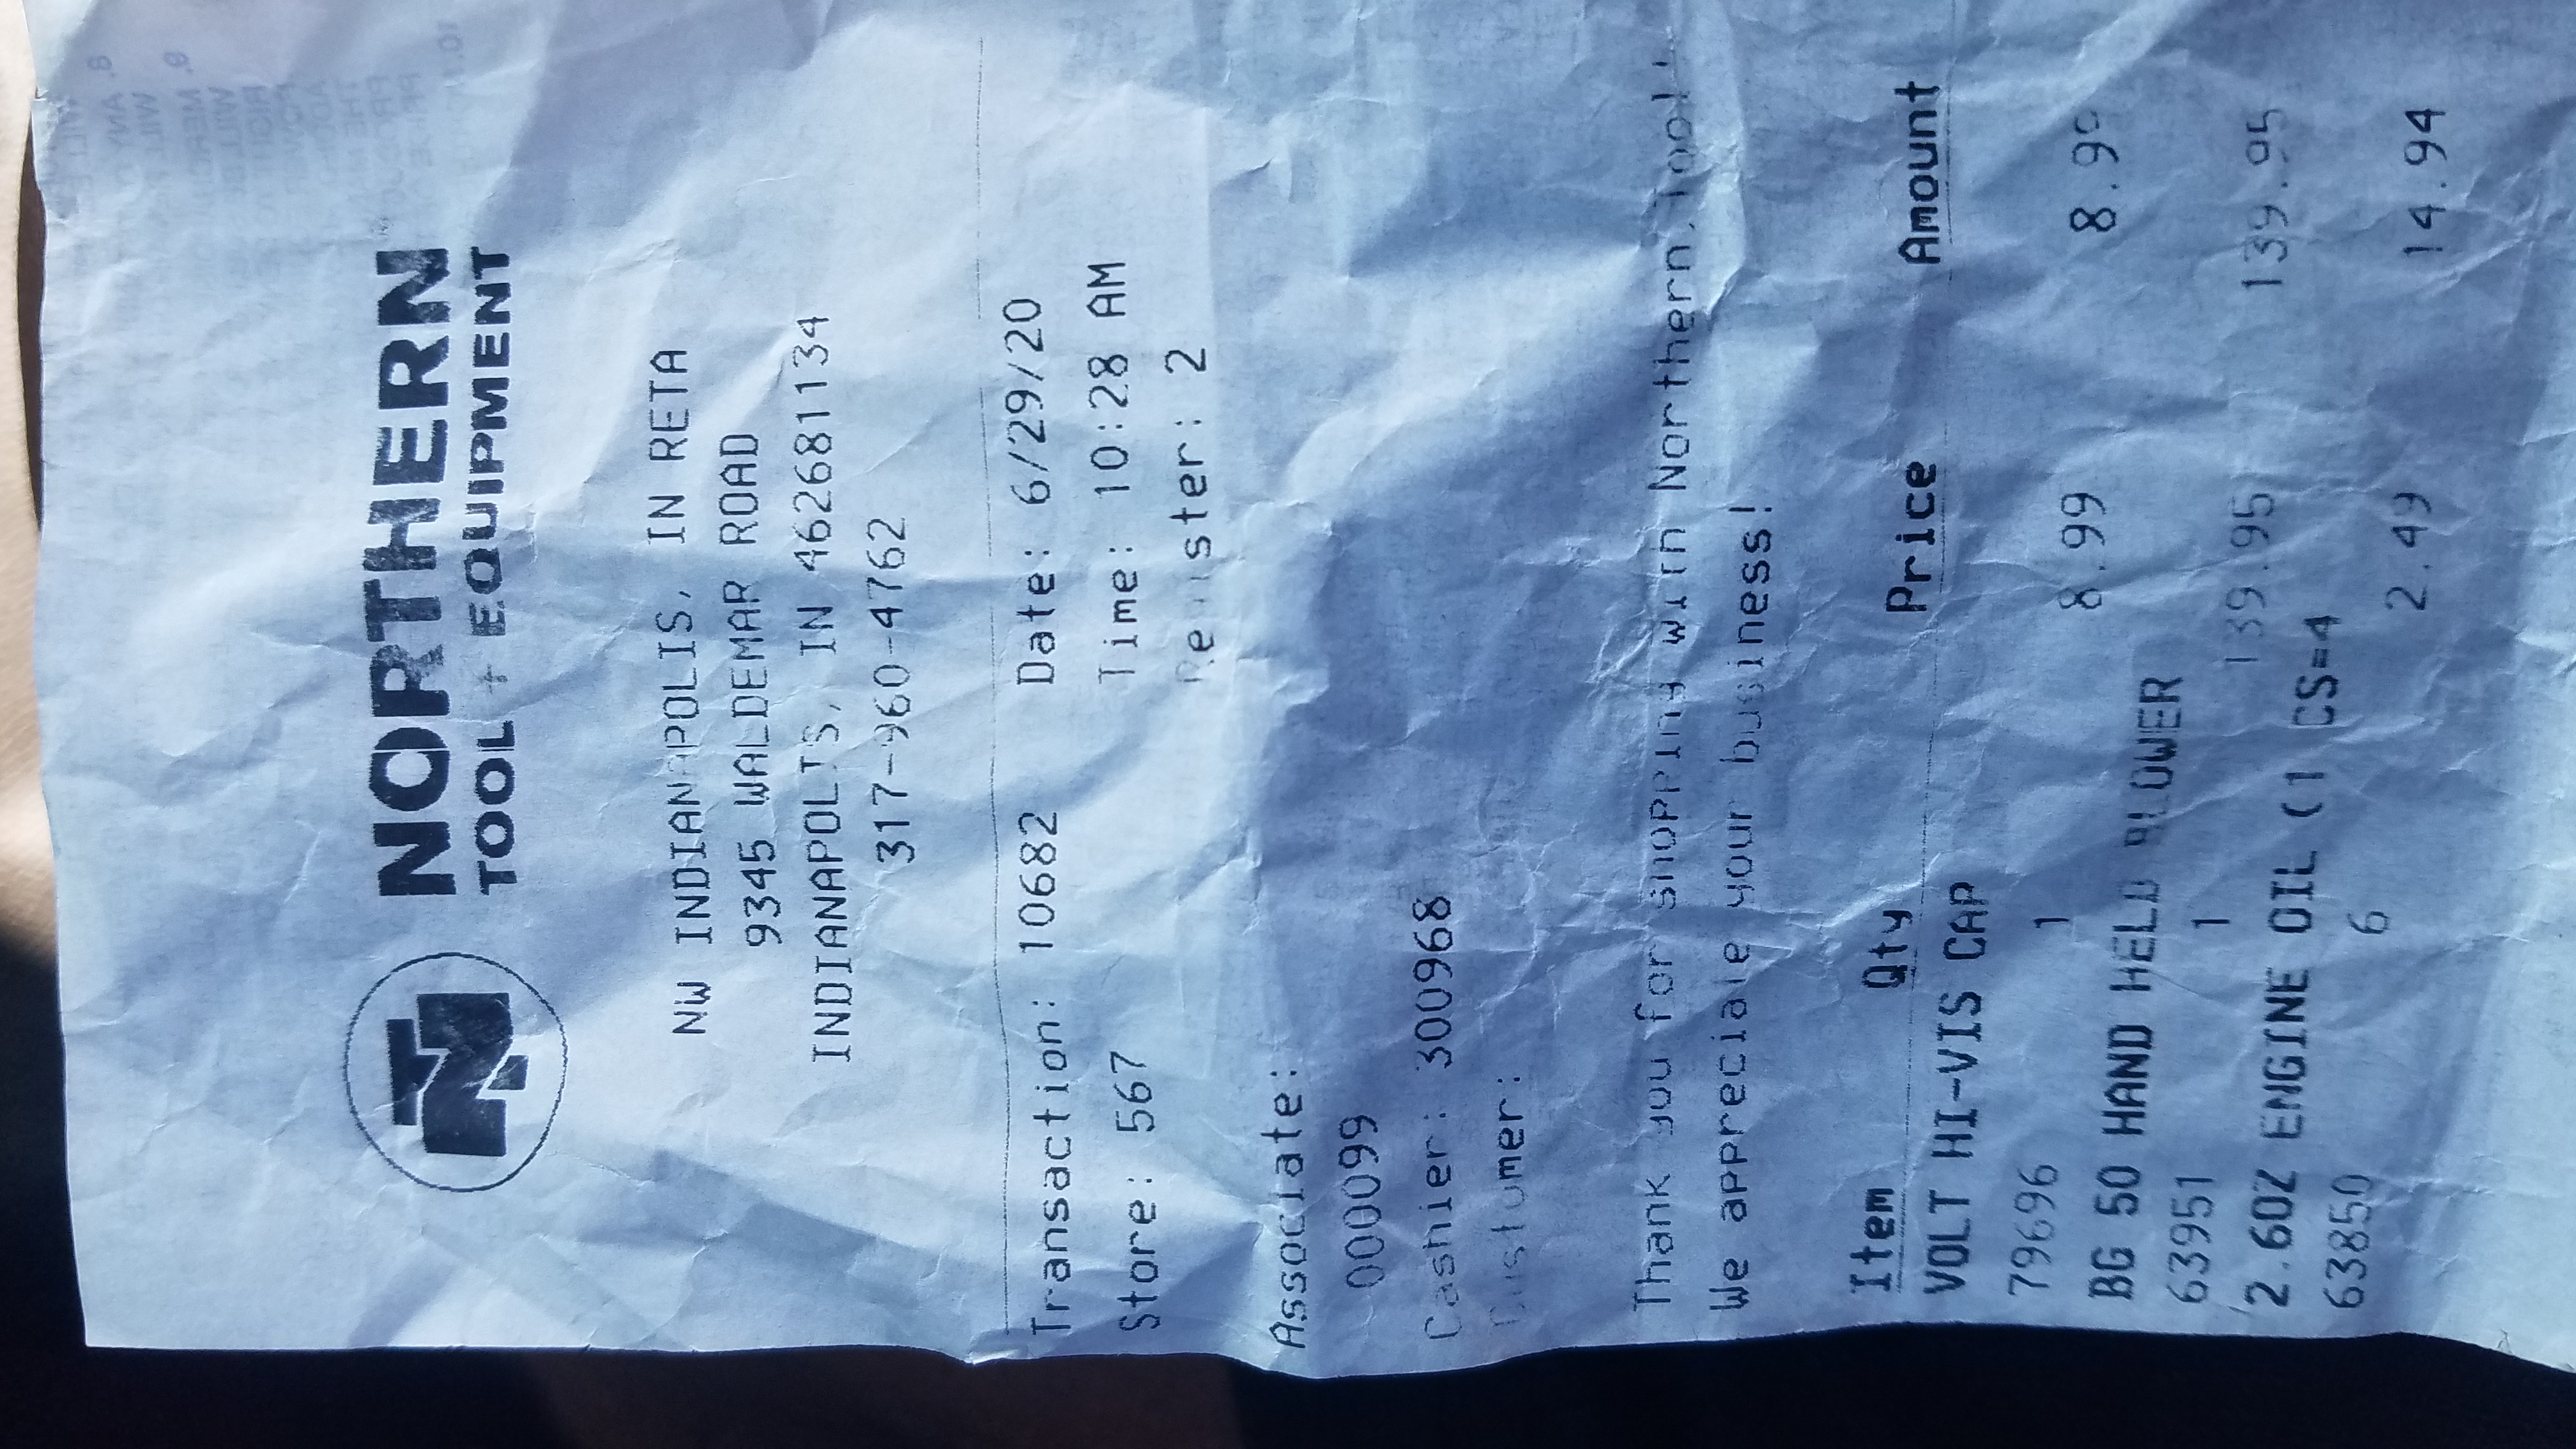 NORTHERN
TOOL + EQUIPMENT
NW INDIANAPOLIS, IN RETA
9345 WALDEMAR ROAD
INDIANAPOLIS, IN 462681134
317-960-4762
Transaction: 10682 Date: 6/29/20
Store: 567 Time: 10:28 AM
Register: 2
Associate:
000099
Cashier: 300968
Customer:
Thank you for shopping with Northern Tool!
We appreciate your business!
Item Qty Price Amount
VOLT HI-VIS CAP
79696 1 8.99 8.99
BG 50 HAND HELD BLOWER
63951 1 139.95 139.95
2.6OZ ENGINE OIL (1 CS=4
63850 6 2.49 14.94